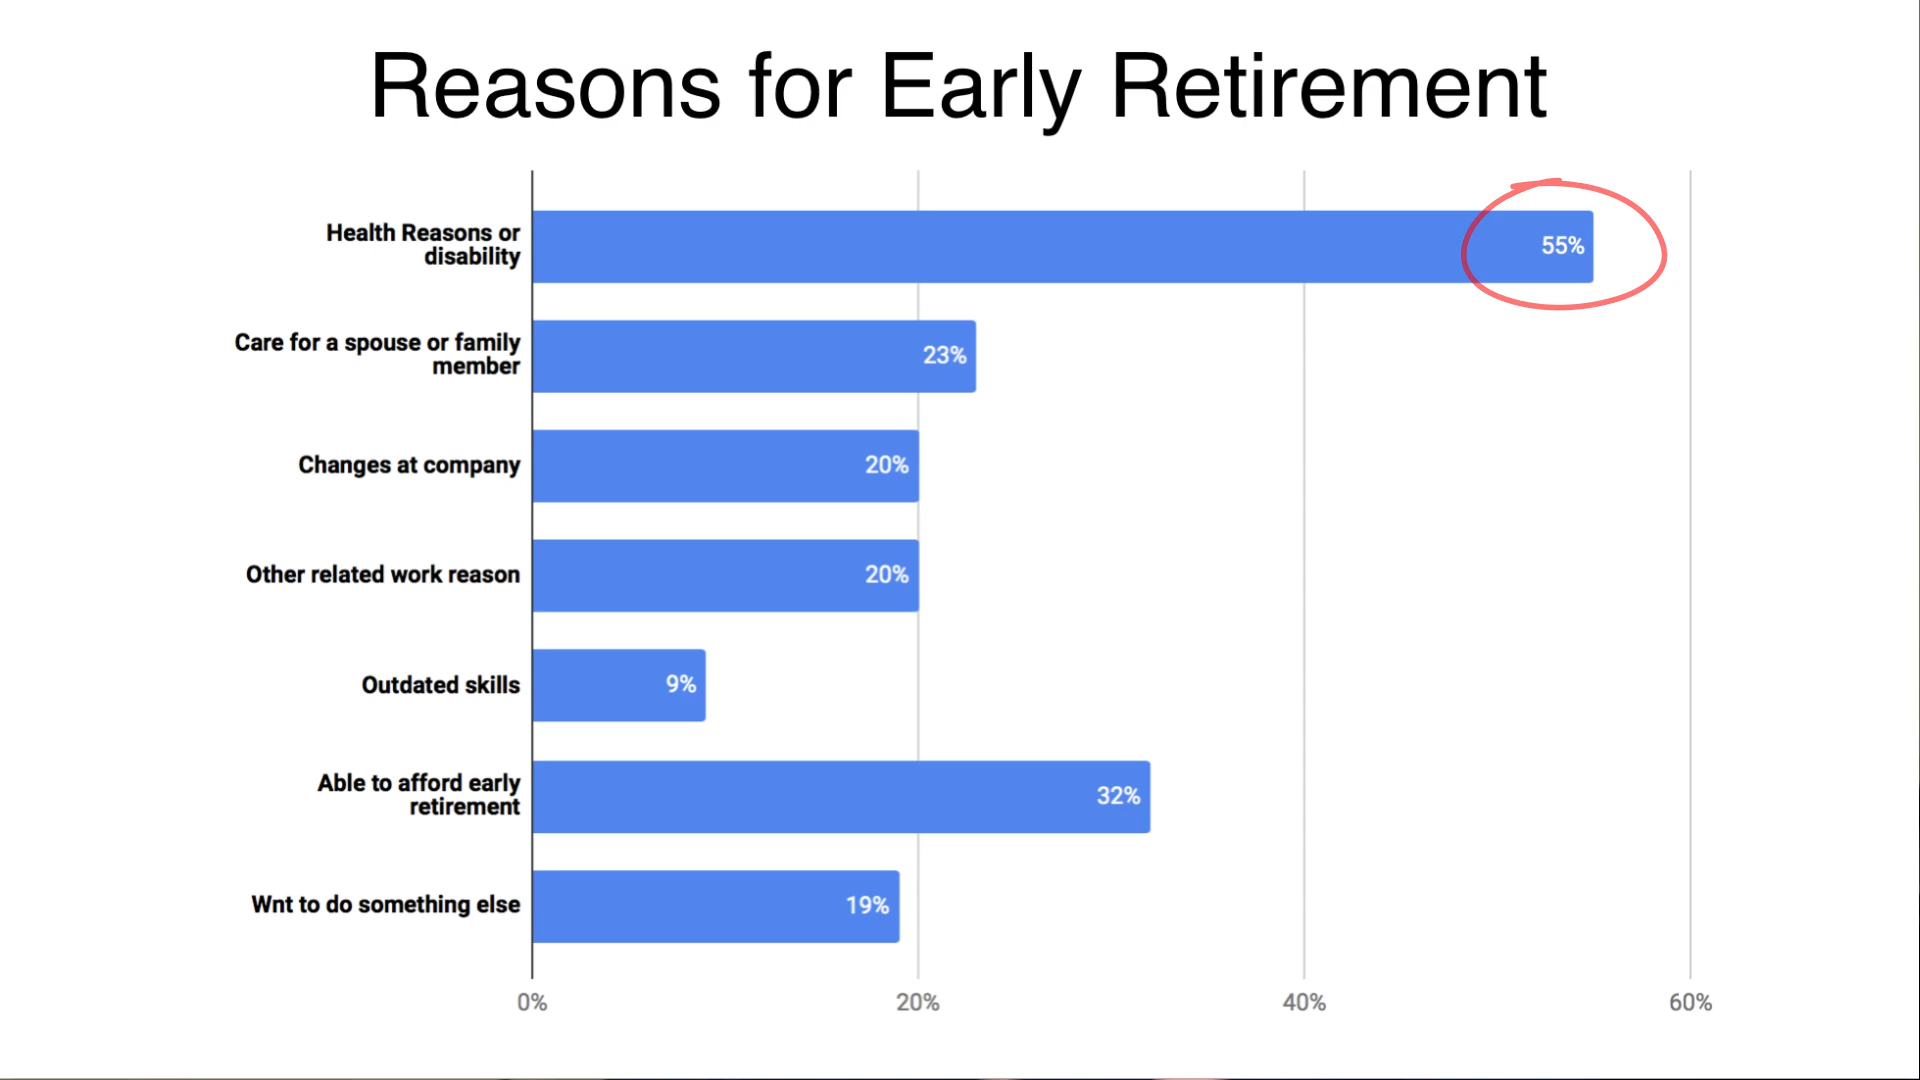 Reasons for Early Retirement
Health Reasons or
disability
55%
Care for a spouse or family
member
23%
Changes at company
20%
Other related work reason
20%
Outdated skills
9%
Able to afford early
retirement
32%
Wnt to do something else
19%
0%
20%
40%
60%